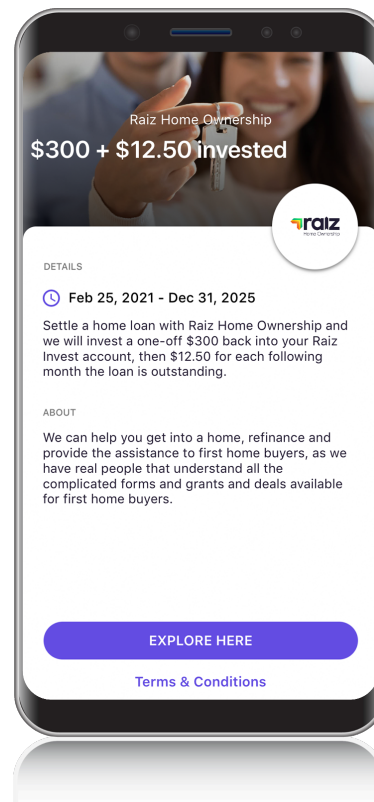 Raiz Home Ownership
$300 + $12.50 invested
raiz
Home Ownership
DETAILS
Feb 25, 2021 - Dec 31, 2025
Settle a home loan with Raiz Home Ownership and
we will invest a one-off $300 back into your Raiz
Invest account, then $12.50 for each following
month the loan is outstanding.
ABOUT
We can help you get into a home, refinance and
provide the assistance to first home buyers, as we
have real people that understand all the
complicated forms and grants and deals available
for first home buyers.
EXPLORE HERE
Terms & Conditions